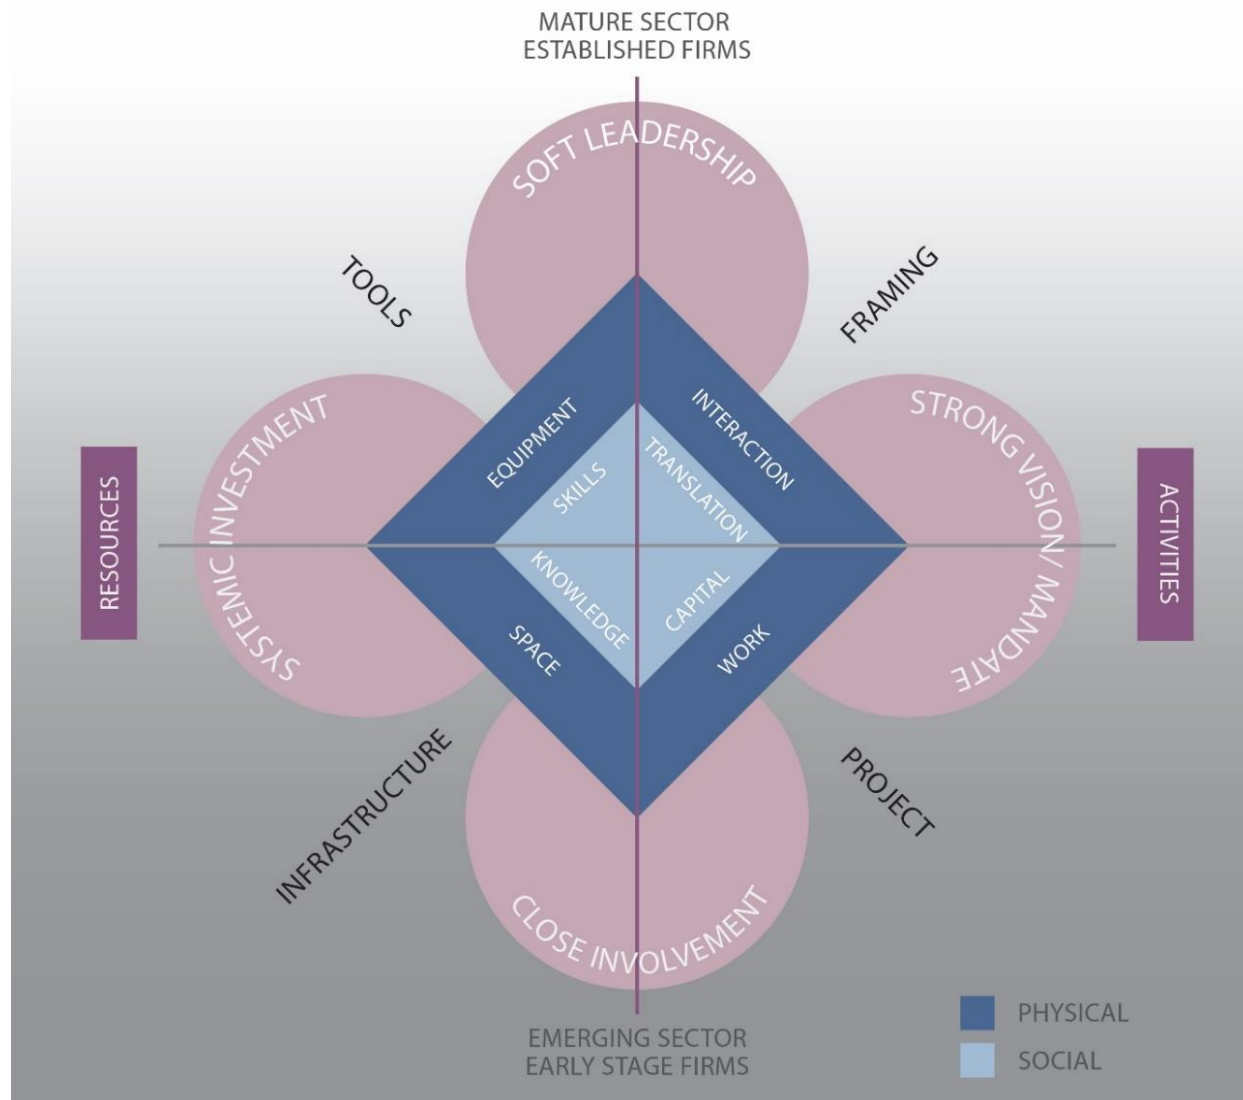 MATURE SECTOR
ESTABLISHED FIRMS
SOFT LEADERSHIP
TOOLS
FRAMING
SYSTEMIC INVESTMENT
STRONG VISION/ MANDATE
EQUIPMENT
INTERACTION
SKILLS
TRANSLATION
RESOURCES
ACTIVITIES
KNOWLEDGE
CAPITAL
SPACE
WORK
INFRASTRUCTURE
PROJECT
CLOSE INVOLVEMENT
EMERGING SECTOR
EARLY STAGE FIRMS
PHYSICAL
SOCIAL